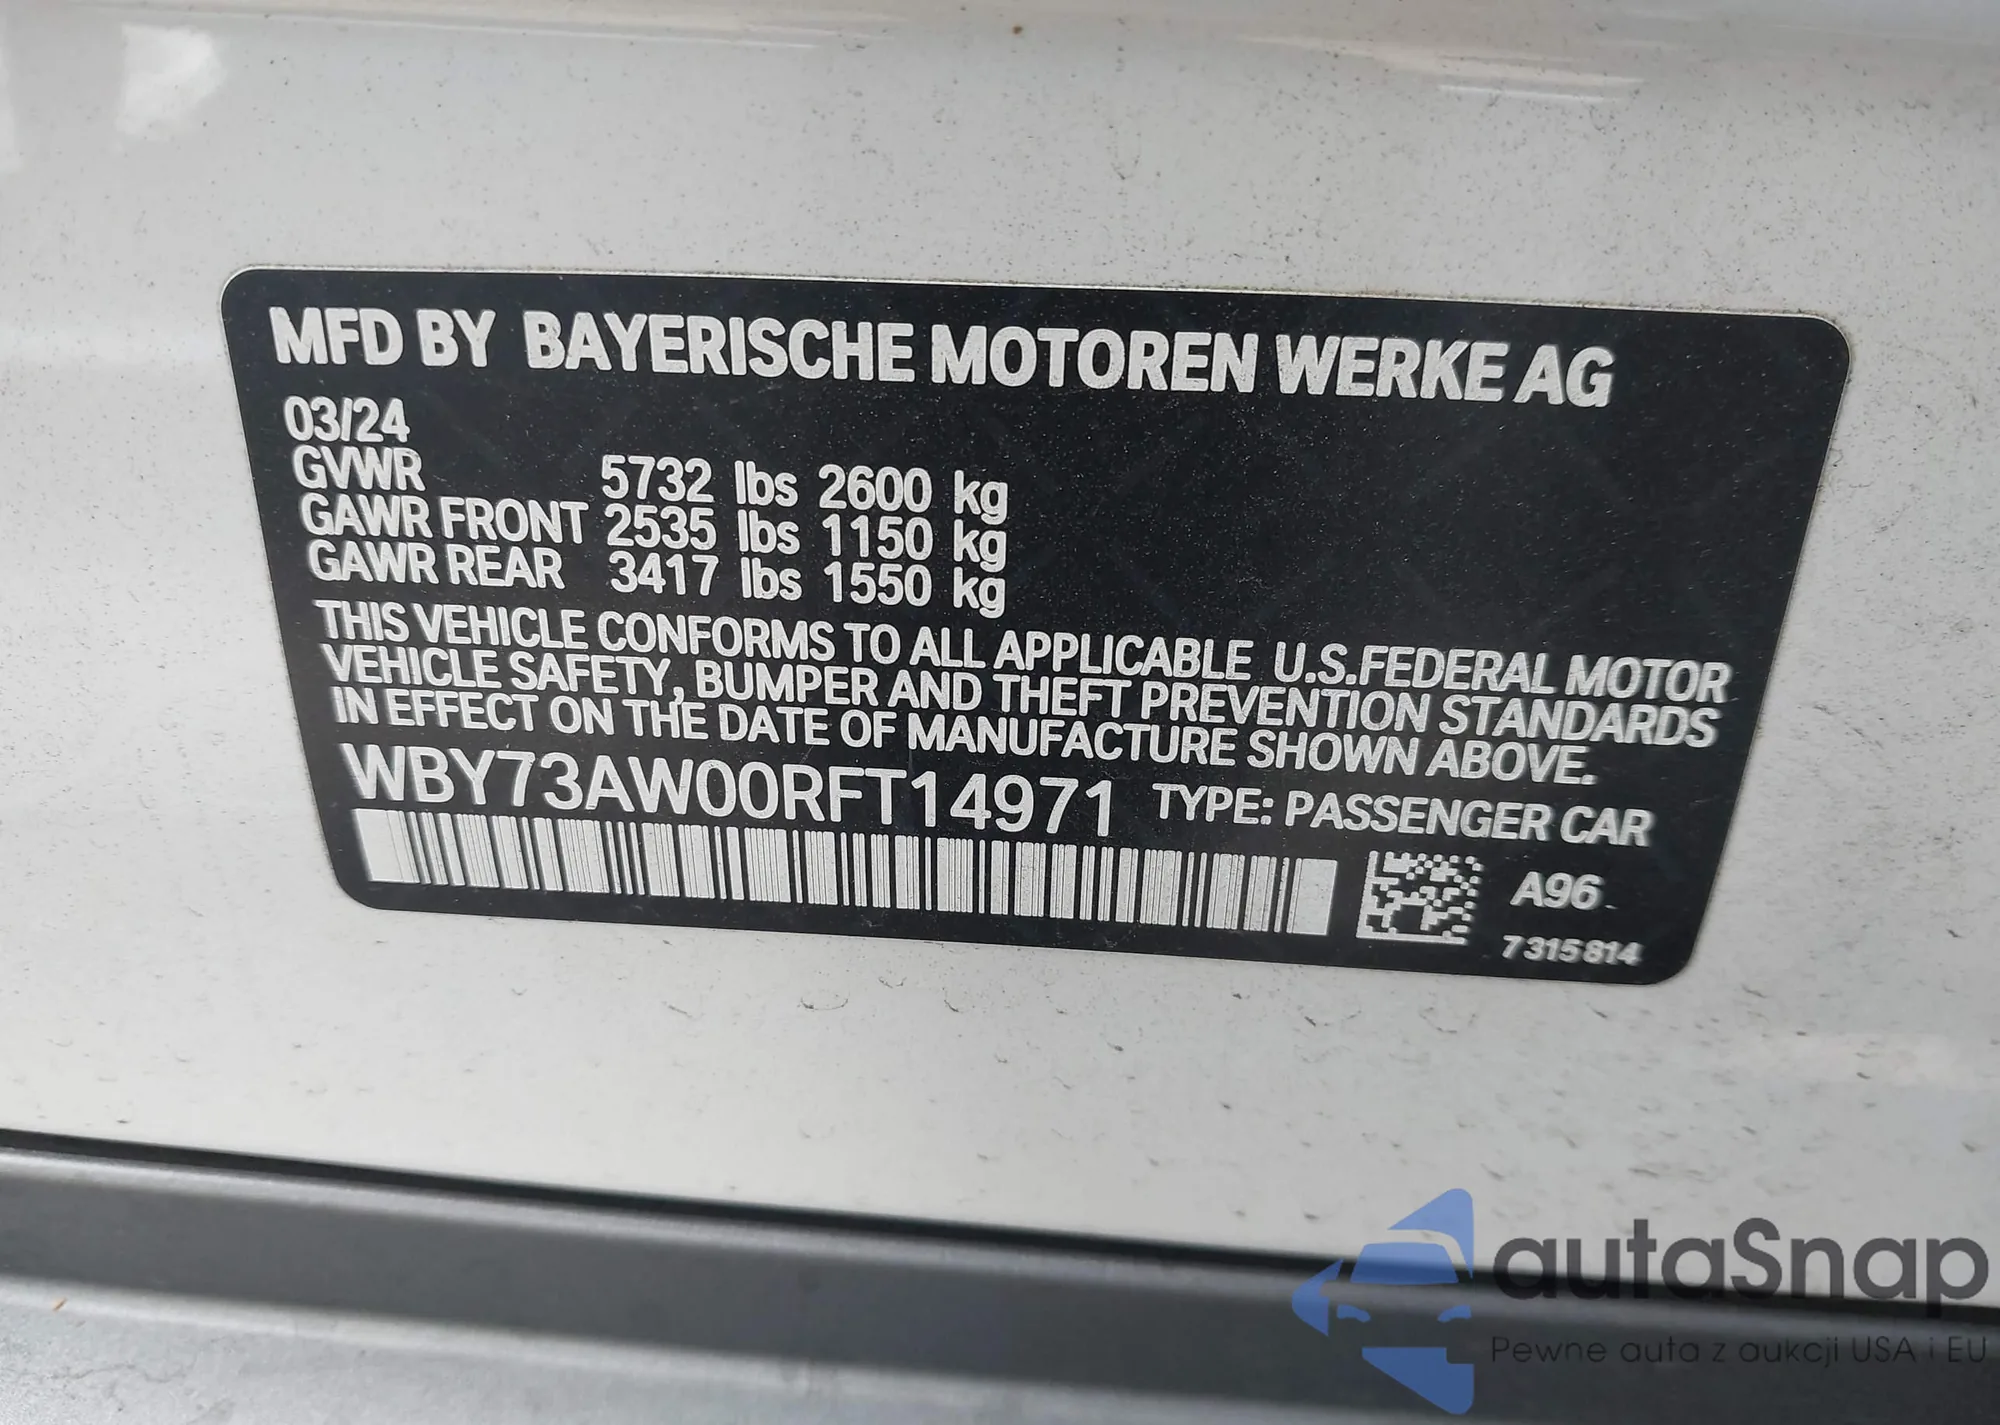 MFD BY BAYERISCHE MOTOREN WERKE AG
03/24
GVWR 5732 lbs 2600 kg
GAWR FRONT 2535 lbs 1150 kg
GAWR REAR 3417 lbs 1550 kg
THIS VEHICLE CONFORMS TO ALL APPLICABLE U.S.FEDERAL MOTOR
VEHICLE SAFETY, BUMPER AND THEFT PREVENTION STANDARDS
IN EFFECT ON THE DATE OF MANUFACTURE SHOWN ABOVE.
WBY73AW00RFT14971 TYPE: PASSENGER CAR
A96
7315814
autaSnap
Pewne auta z aukcji USA i EU